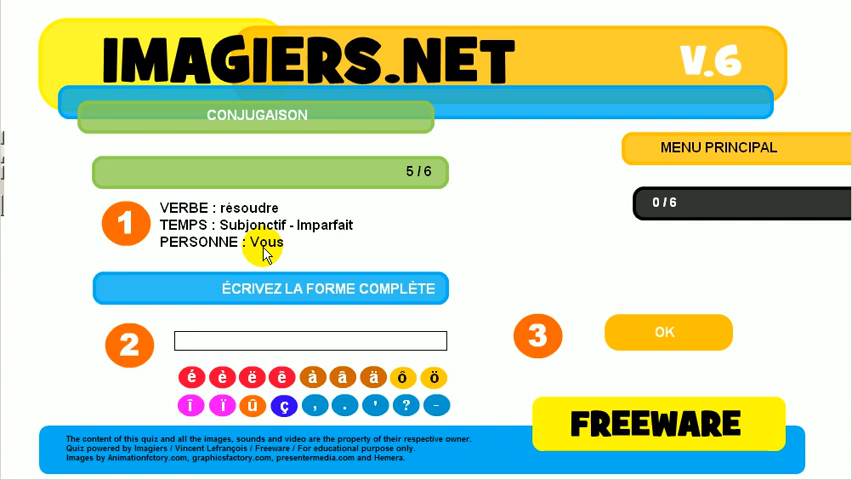 IMAGIERS.NET
V.6
CONJUGAISON
MENU PRINCIPAL
5 / 6
0 / 6
1
VERBE : résoudre
TEMPS : Subjonctif - Imparfait
PERSONNE : Vous
ÉCRIVEZ LA FORME COMPLÈTE
2
3
OK
é è ë ē à â ä ô ö
î ï û ç , . ' ? -
FREEWARE
The content of this quiz and all the images, sounds and video are the property of their respective owner.
Quiz powered by Imagiers / Vincent Lefrançois / Freeware / For educational purpose only.
Images by Animationfctory.com, graphicsfactory.com, presentermedia.com and Hemera.